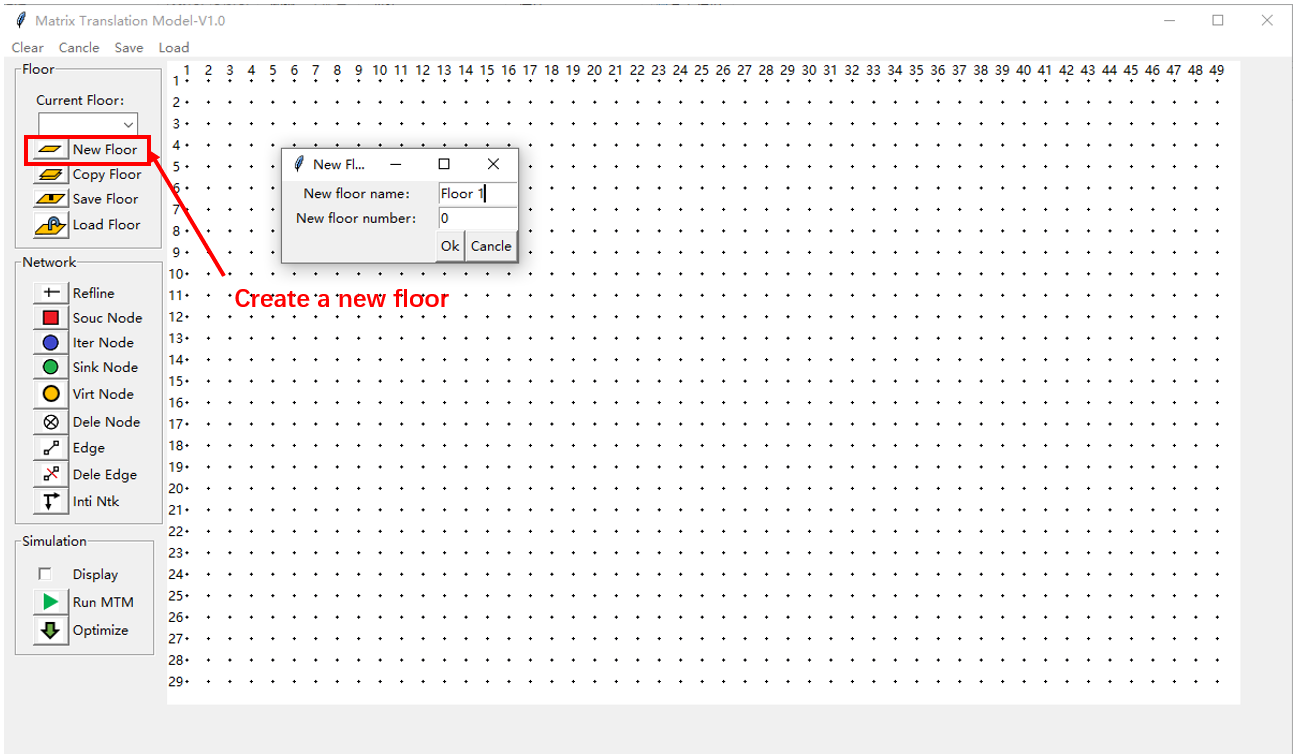 Matrix Translation Model-V1.0
Clear Cancle Save Load
Floor
Current Floor:
New Floor
Copy Floor
Save Floor
Load Floor
Network
Refline
Souc Node
Iter Node
Sink Node
Virt Node
Dele Node
Edge
Dele Edge
Inti Ntk
Simulation
Display
Run MTM
Optimize
1 2 3 4 5 6 7 8 9 10 11 12 13 14 15 16 17 18 19 20 21 22 23 24 25 26 27 28 29 30 31 32 33 34 35 36 37 38 39 40 41 42 43 44 45 46 47 48 49
1
2
3
4
5
6
7
8
9
10
11
12
13
14
15
16
17
18
19
20
21
22
23
24
25
26
27
28
29
New Fl...
New floor name: Floor 1
New floor number: 0
Ok Cancle
Create a new floor